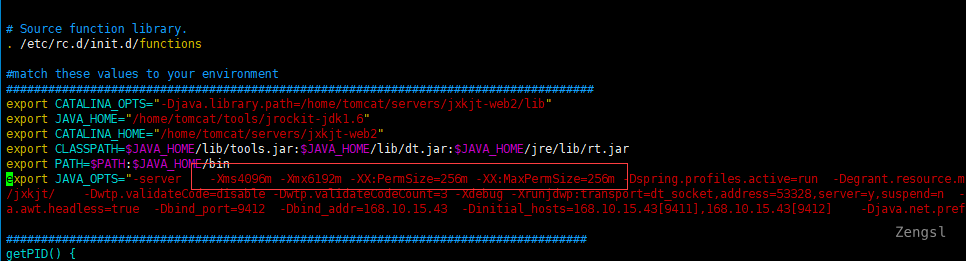 # Source function library.
. /etc/rc.d/init.d/functions
#match these values to your environment
####################################################################################
export CATALINA_OPTS="-Djava.library.path=/home/tomcat/servers/jxkjt-web2/lib"
export JAVA_HOME="/home/tomcat/tools/jrockit-jdk1.6"
export CATALINA_HOME="/home/tomcat/servers/jxkjt-web2"
export CLASSPATH=$JAVA_HOME/lib/tools.jar:$JAVA_HOME/lib/dt.jar:$JAVA_HOME/jre/lib/rt.jar
export PATH=$PATH:$JAVA_HOME/bin
export JAVA_OPTS="-server -Xms4096m -Xmx6192m -XX:PermSize=256m -XX:MaxPermSize=256m -Dspring.profiles.active=run -Degrant.resource.m
/jxkjt/ -Dwtp.validateCode=disable -Dwtp.validateCount=3 -Xdebug -Xrunjdwp:transport=dt_socket,address=53328,server=y,suspend=n -
a.awt.headless=true -Dbind_port=9412 -Dbind_addr=168.10.15.43 -Dinitial_hosts=168.10.15.43[9411],168.10.15.43[9412] -Djava.net.pref
###################################################################################
getPID() {
Zengsl